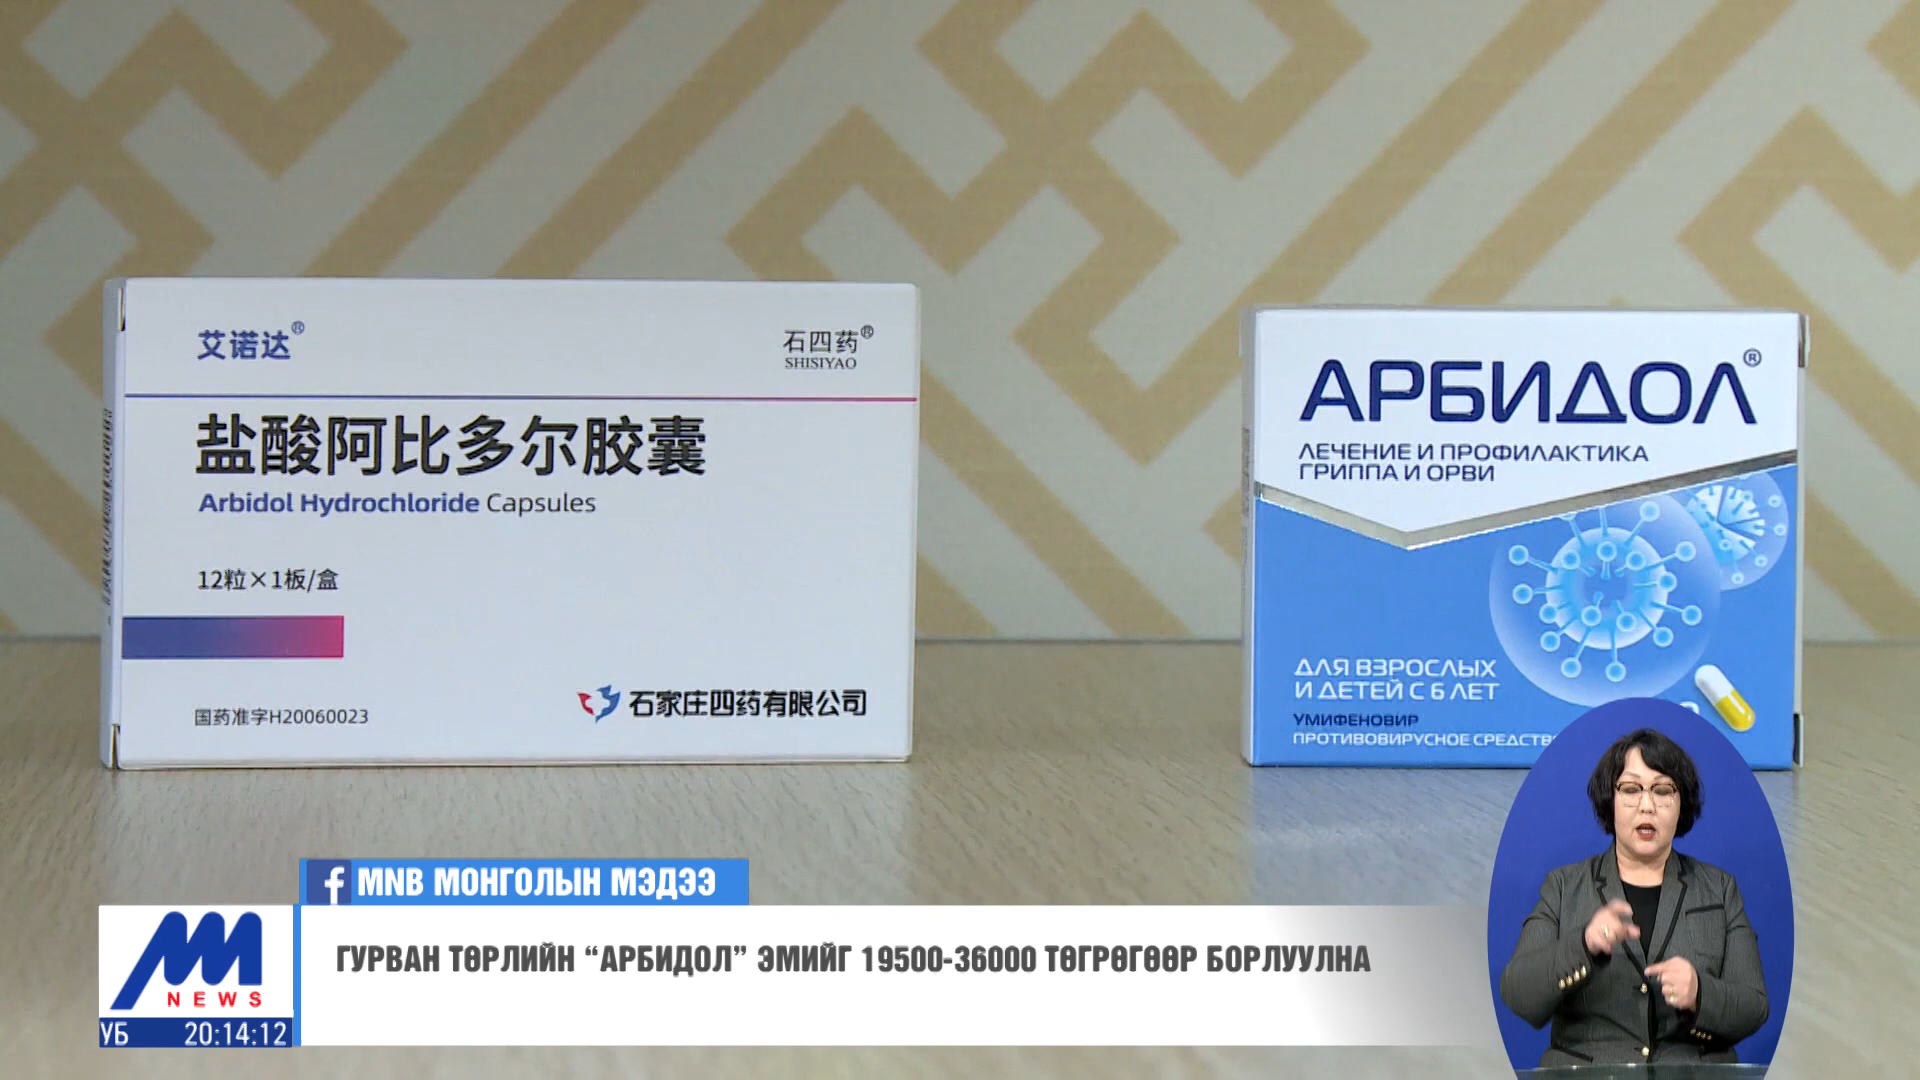 艾诺达®
石四药®
SHISIYAO
盐酸阿比多尔胶囊
Arbidol Hydrochloride Capsules
12粒×1板/盒
国药准字H20060023
石家庄四药有限公司
АРБИДОЛ®
ЛЕЧЕНИЕ И ПРОФИЛАКТИКА
ГРИППА И ОРВИ
ДЛЯ ВЗРОСЛЫХ
И ДЕТЕЙ С 6 ЛЕТ
УМИФЕНОВИР
ПРОТИВОВИРУСНОЕ
f MNB МОНГОЛЫН МЭДЭЭ
ГУРВАН ТӨРЛИЙН “АРБИДОЛ” ЭМИЙГ 19500-36000 ТӨГРӨГӨӨР БОРЛУУЛНА
NEWS
УБ 20:14:12